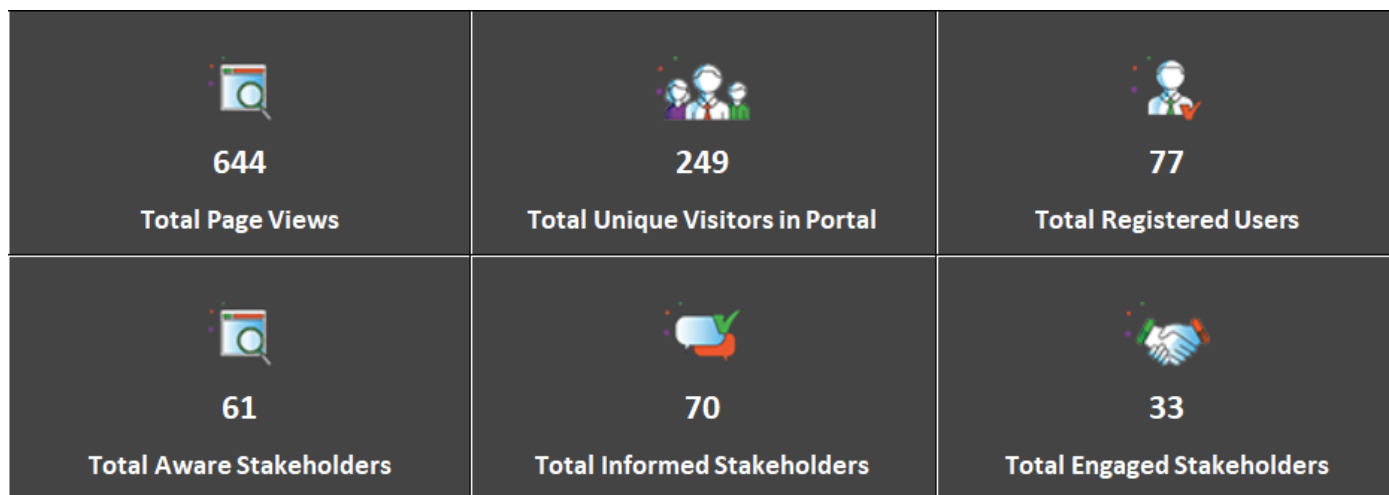 644
Total Page Views
249
Total Unique Visitors in Portal
77
Total Registered Users
61
Total Aware Stakeholders
70
Total Informed Stakeholders
33
Total Engaged Stakeholders